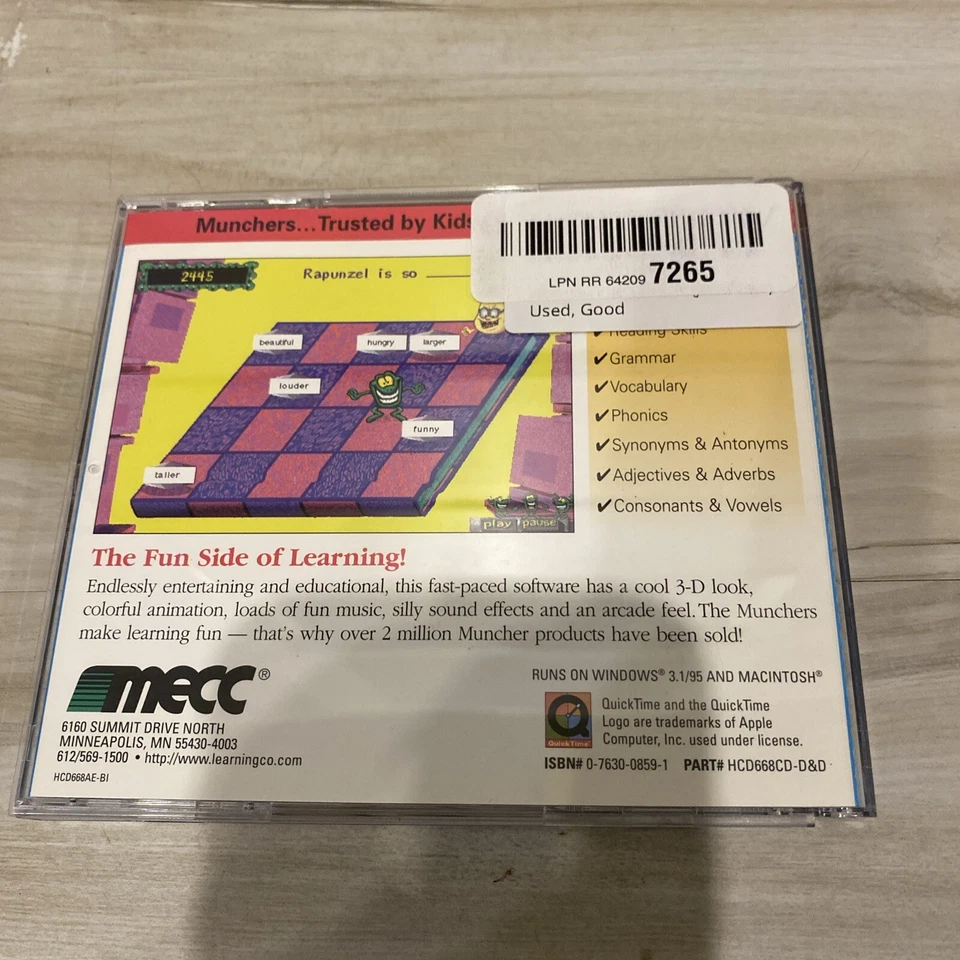 Munchers...Trusted by Kids
LPN RR 64209 7265
Used, Good
2445
Rapunzel is so
beautiful
hungry
larger
louder
funny
taller
play pause
✔Reading Skills
✔Grammar
✔Vocabulary
✔Phonics
✔Synonyms & Antonyms
✔Adjectives & Adverbs
✔Consonants & Vowels
The Fun Side of Learning!
Endlessly entertaining and educational, this fast-paced software has a cool 3-D look,
colorful animation, loads of fun music, silly sound effects and an arcade feel. The Munchers
make learning fun — that's why over 2 million Muncher products have been sold!
mecc®
6160 SUMMIT DRIVE NORTH
MINNEAPOLIS, MN 55430-4003
612/569-1500 • http://www.learningco.com
HCD668AE-BI
RUNS ON WINDOWS® 3.1/95 AND MACINTOSH®
QuickTime
QuickTime and the QuickTime
Logo are trademarks of Apple
Computer, Inc. used under license.
ISBN# 0-7630-0859-1 PART# HCD668CD-D&D